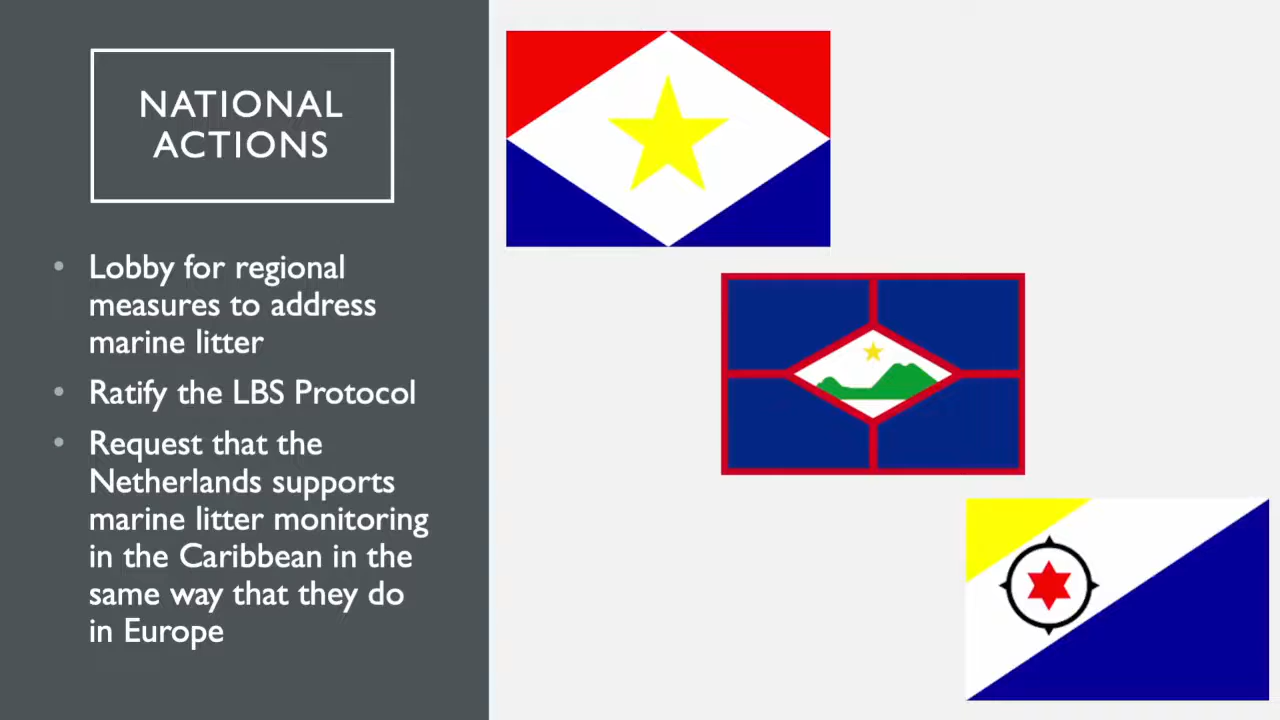 NATIONAL
ACTIONS
• Lobby for regional
measures to address
marine litter
• Ratify the LBS Protocol
• Request that the
Netherlands supports
marine litter monitoring
in the Caribbean in the
same way that they do
in Europe